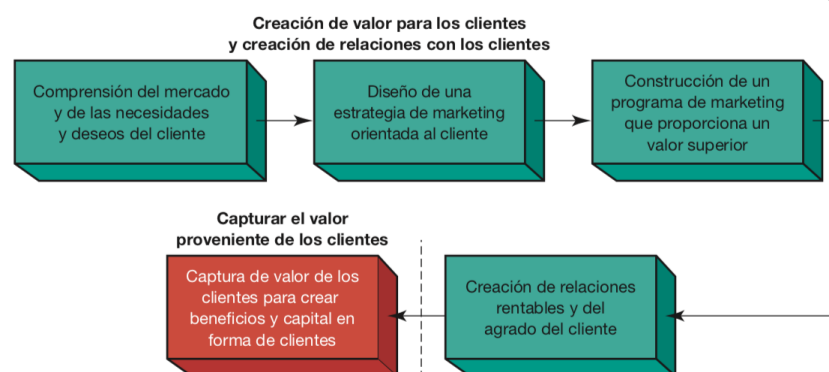 Creación de valor para los clientes
y creación de relaciones con los clientes
Comprensión del mercado
y de las necesidades
y deseos del cliente
Diseño de una
estrategia de marketing
orientada al cliente
Construcción de un
programa de marketing
que proporciona un
valor superior
Capturar el valor
proveniente de los clientes
Captura de valor de los
clientes para crear
beneficios y capital en
forma de clientes
Creación de relaciones
rentables y del
agrado del cliente